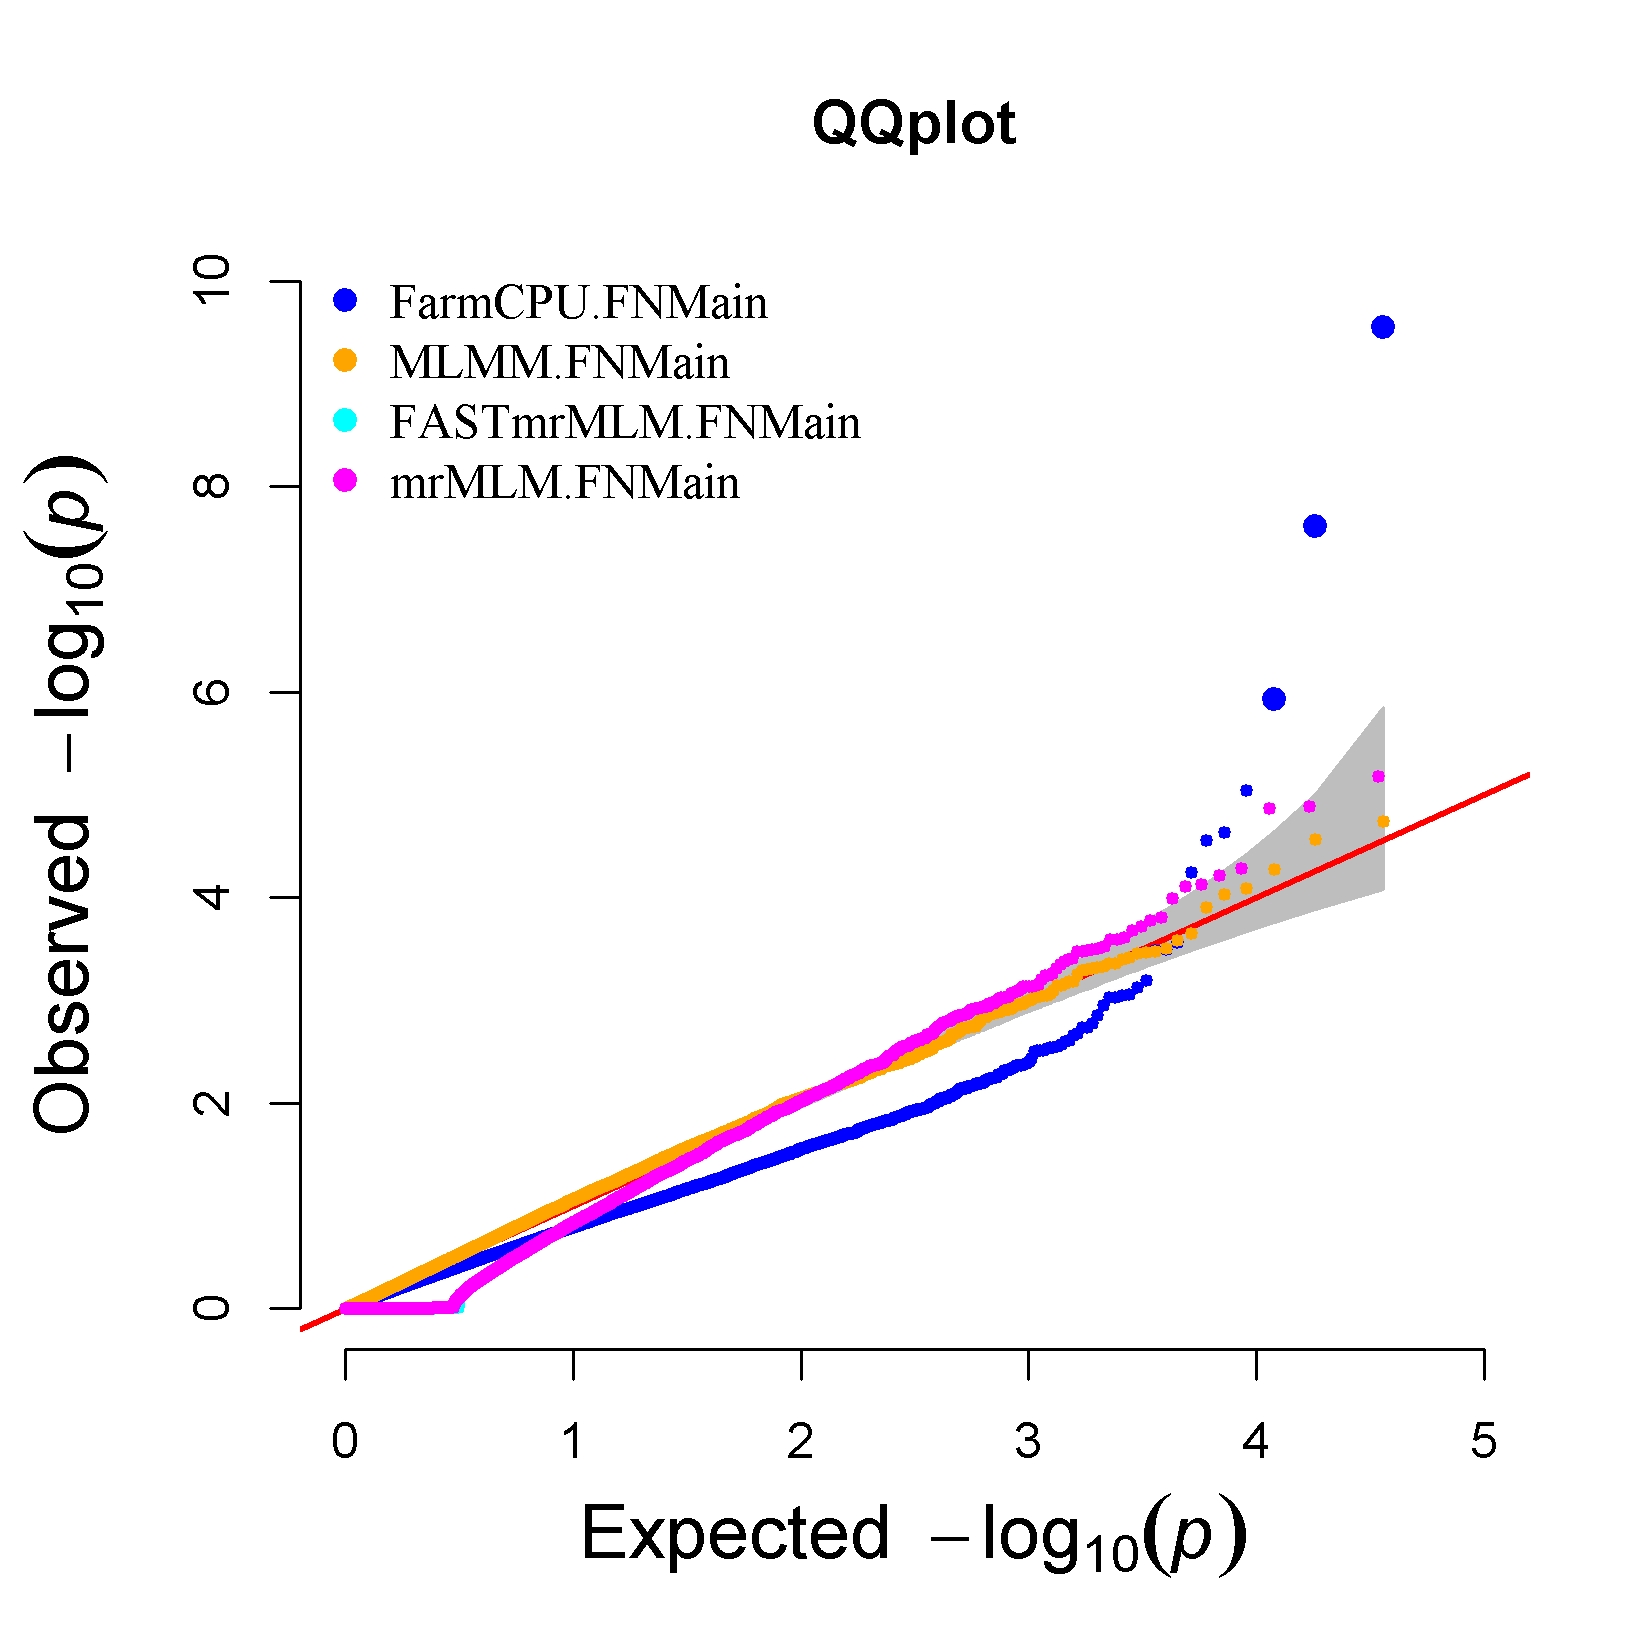 QQplot
FarmCPU.FNMain
MLMM.FNMain
FASTmrMLM.FNMain
mrMLM.FNMain
Observed −log10(p)
10
8
6
4
2
0
0 1 2 3 4 5
Expected −log10(p)